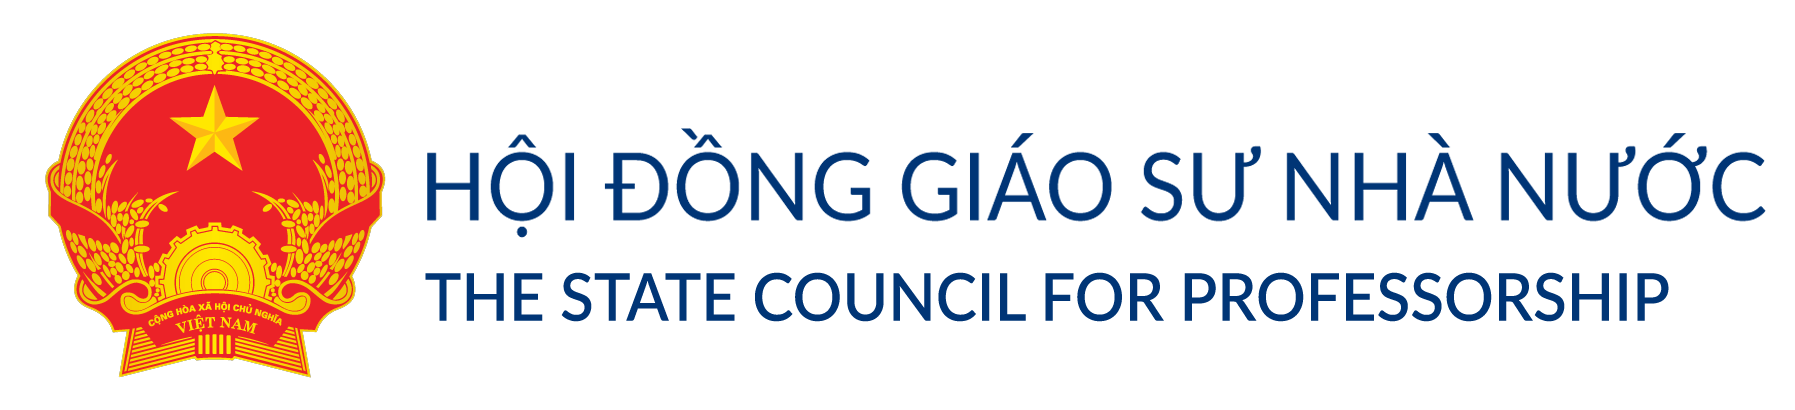 HỘI ĐỒNG GIÁO SƯ NHÀ NƯỚC
THE STATE COUNCIL FOR PROFESSORSHIP
CỘNG HÒA XÃ HỘI CHỦ NGHĨA
VIỆT NAM